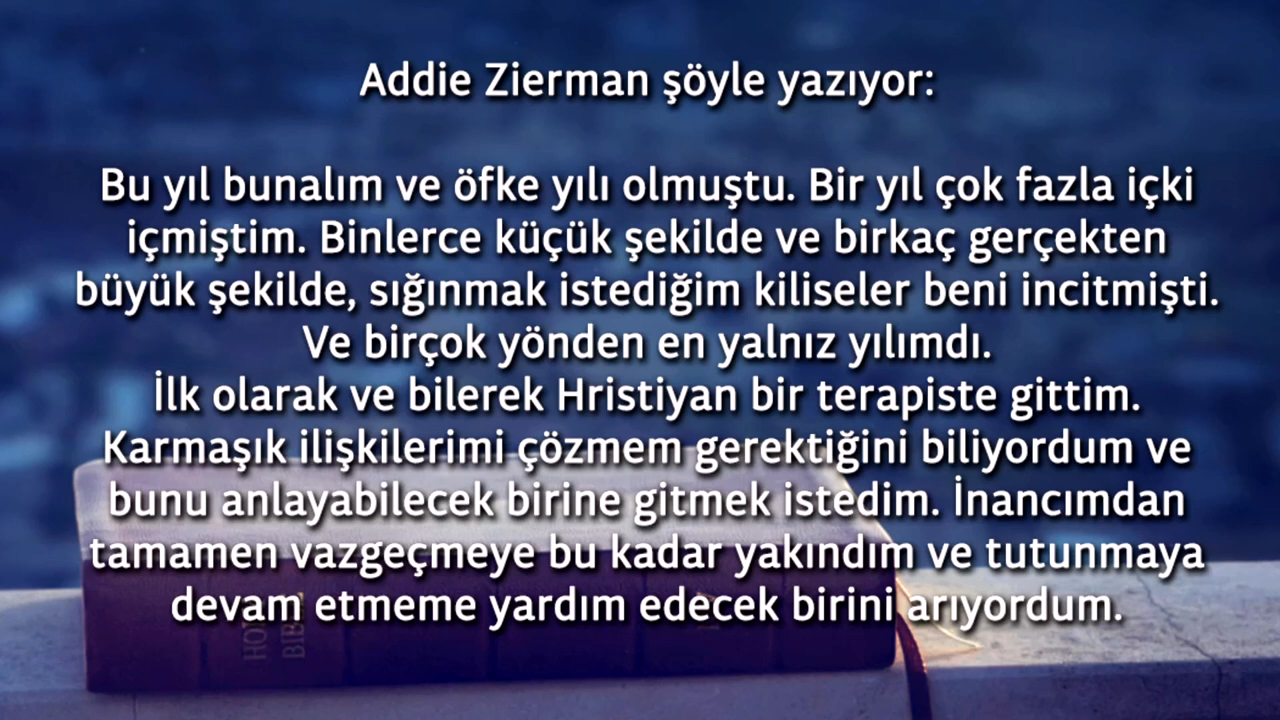 Addie Zierman şöyle yazıyor:
Bu yıl bunalım ve öfke yılı olmuştu. Bir yıl çok fazla içki
içmiştim. Binlerce küçük şekilde ve birkaç gerçekten
büyük şekilde, sığınmak istediğim kiliseler beni incitmişti.
Ve birçok yönden en yalnız yılımdı.
İlk olarak ve bilerek Hristiyan bir terapiste gittim.
Karmaşık ilişkilerimi çözmem gerektiğini biliyordum ve
bunu anlayabilecek birine gitmek istedim. İnancımdan
tamamen vazgeçmeye bu kadar yakındım ve tutunmaya
devam etmeme yardım edecek birini arıyordum.